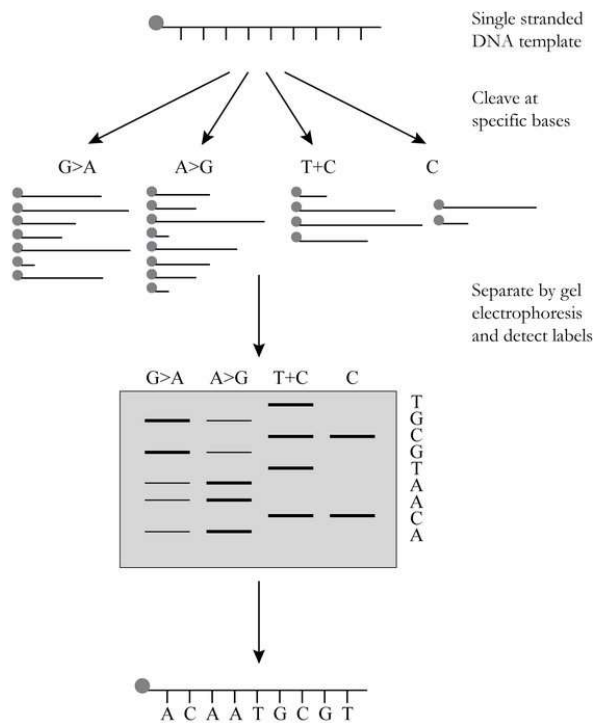 Single stranded
DNA template
Cleave at
specific bases
G>A A>G T+C C
Separate by gel
electrophoresis
and detect labels
G>A A>G T+C C
T
G
C
G
T
A
A
C
A
A C A A T G C G T